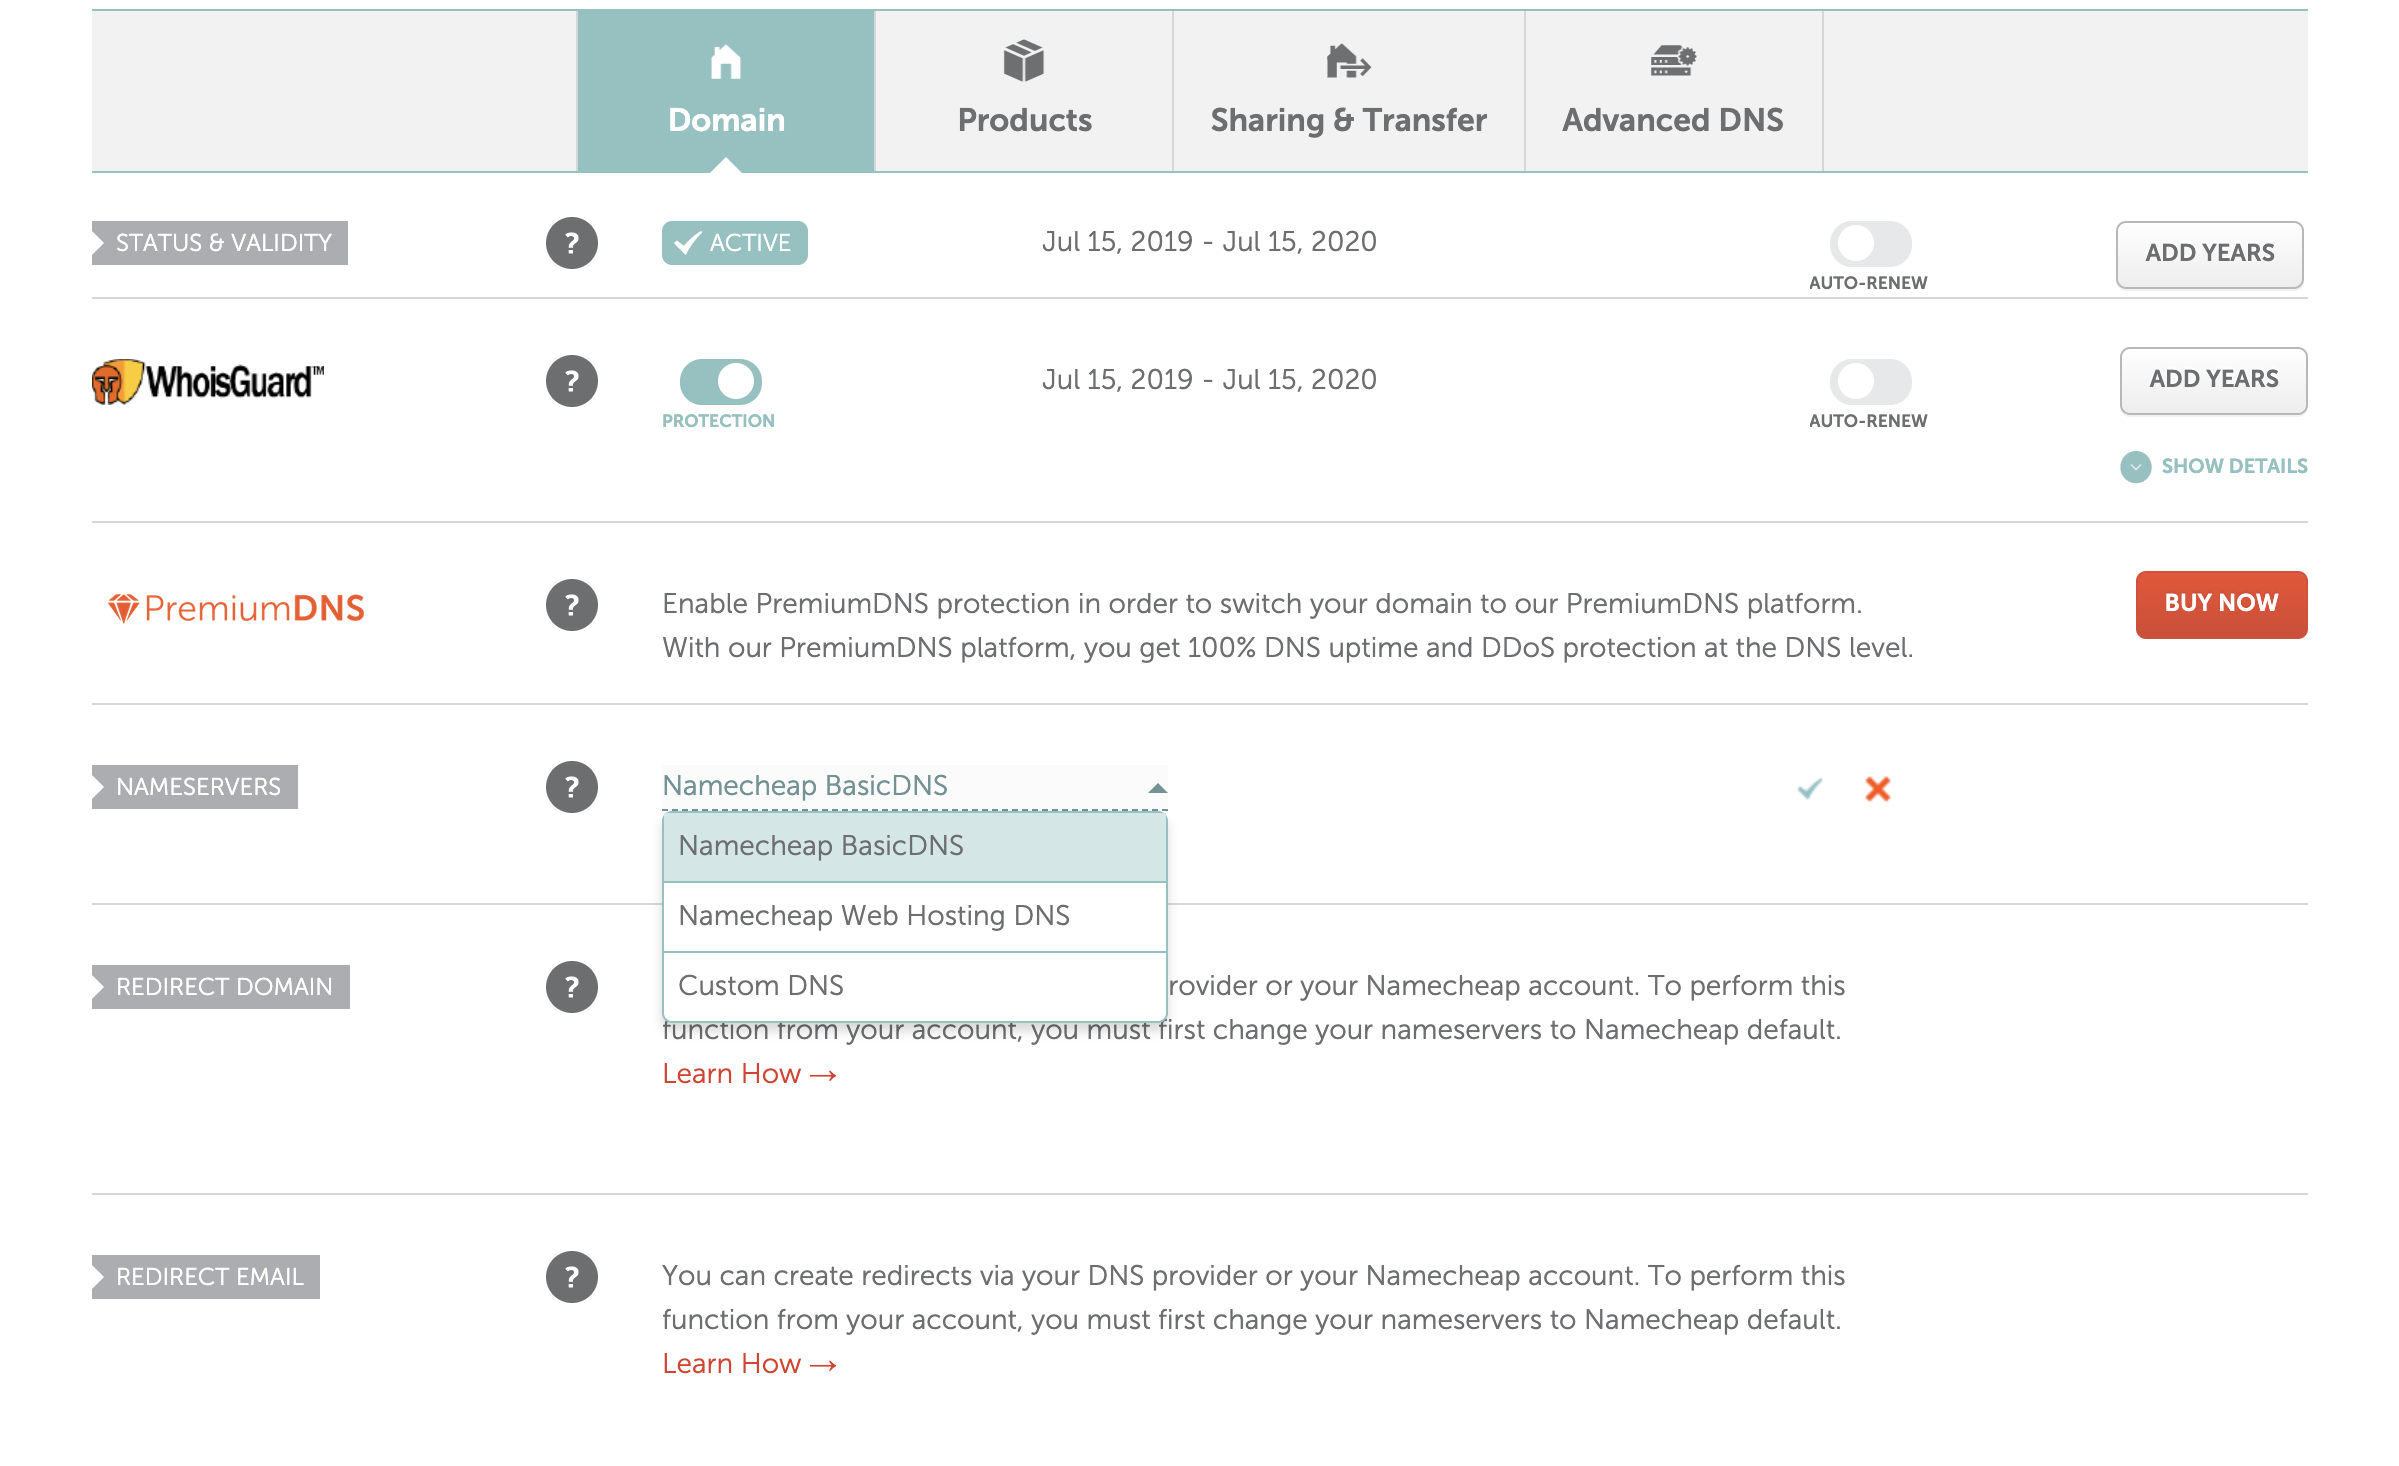 Domain
Products
Sharing & Transfer
Advanced DNS
STATUS & VALIDITY
?
ACTIVE
Jul 15, 2019 - Jul 15, 2020
AUTO-RENEW
ADD YEARS
WhoisGuard™
?
PROTECTION
Jul 15, 2019 - Jul 15, 2020
AUTO-RENEW
ADD YEARS
SHOW DETAILS
PremiumDNS
?
Enable PremiumDNS protection in order to switch your domain to our PremiumDNS platform.
With our PremiumDNS platform, you get 100% DNS uptime and DDoS protection at the DNS level.
BUY NOW
NAMESERVERS
?
Namecheap BasicDNS
Namecheap BasicDNS
Namecheap Web Hosting DNS
Custom DNS
REDIRECT DOMAIN
?
rovider or your Namecheap account. To perform this
function from your account, you must first change your nameservers to Namecheap default.
Learn How →
REDIRECT EMAIL
?
You can create redirects via your DNS provider or your Namecheap account. To perform this
function from your account, you must first change your nameservers to Namecheap default.
Learn How →